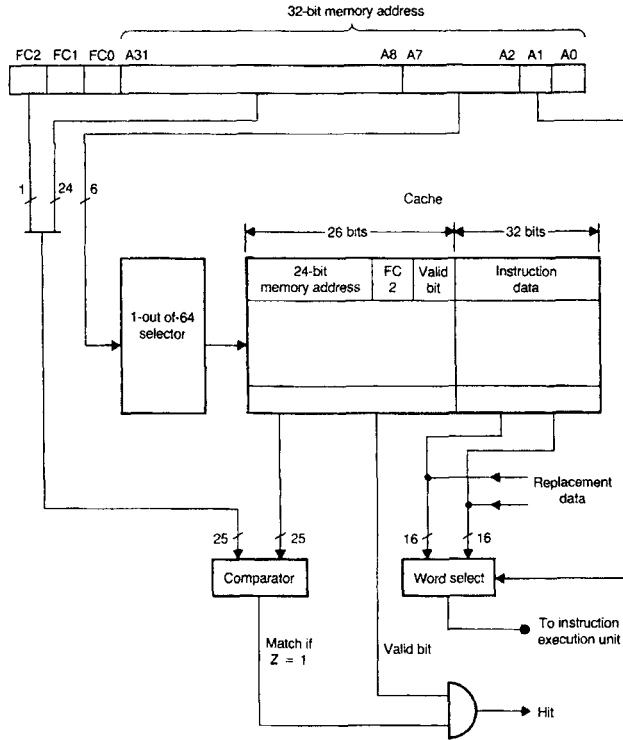 32-bit memory address
FC2 FC1 FC0 A31 A8 A7 A2 A1 A0
1 24 6
Cache
26 bits 32 bits
24-bit
memory address
FC
2
Valid
bit
Instruction
data
1-out of-64
selector
Replacement
data
25 25 16 16
Comparator
Word select
To instruction
execution unit
Match if
Z = 1
Valid bit
Hit